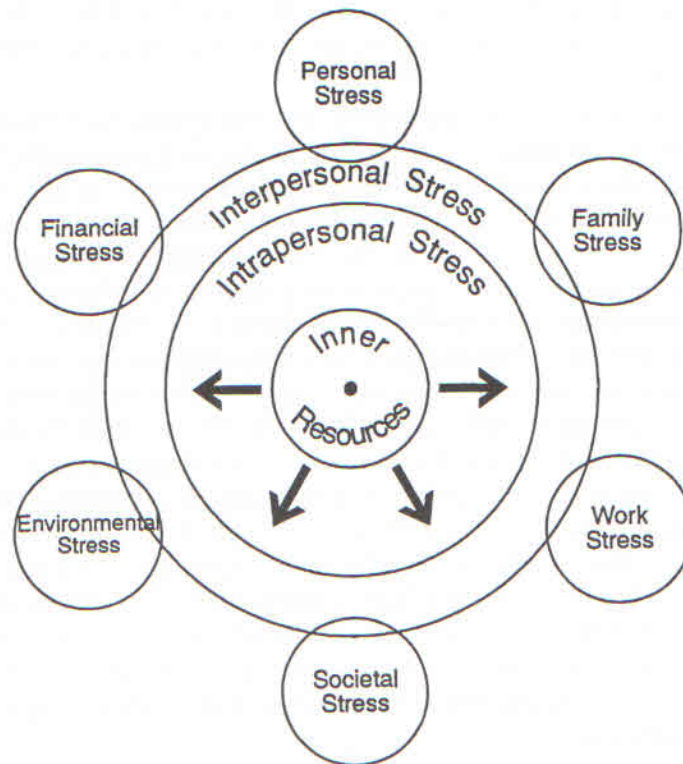 Personal
Stress
Interpersonal Stress
Financial
Stress
Family
Stress
Intrapersonal Stress
Inner
Resources
Environmental
Stress
Work
Stress
Societal
Stress